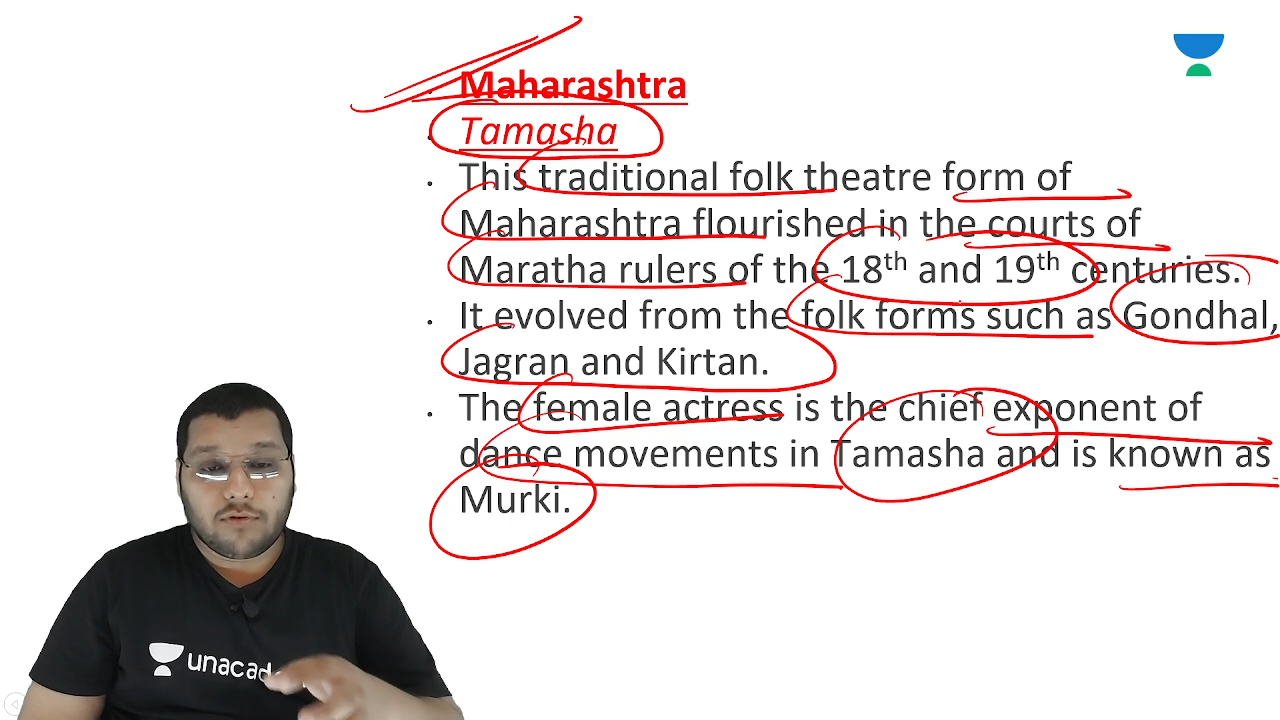 Maharashtra
Tamasha
This traditional folk theatre form of
Maharashtra flourished in the courts of
Maratha rulers of the 18th and 19th centuries.
It evolved from the folk forms such as Gondhal,
Jagran and Kirtan.
The female actress is the chief exponent of
dance movements in Tamasha and is known as
Murki.
unacad